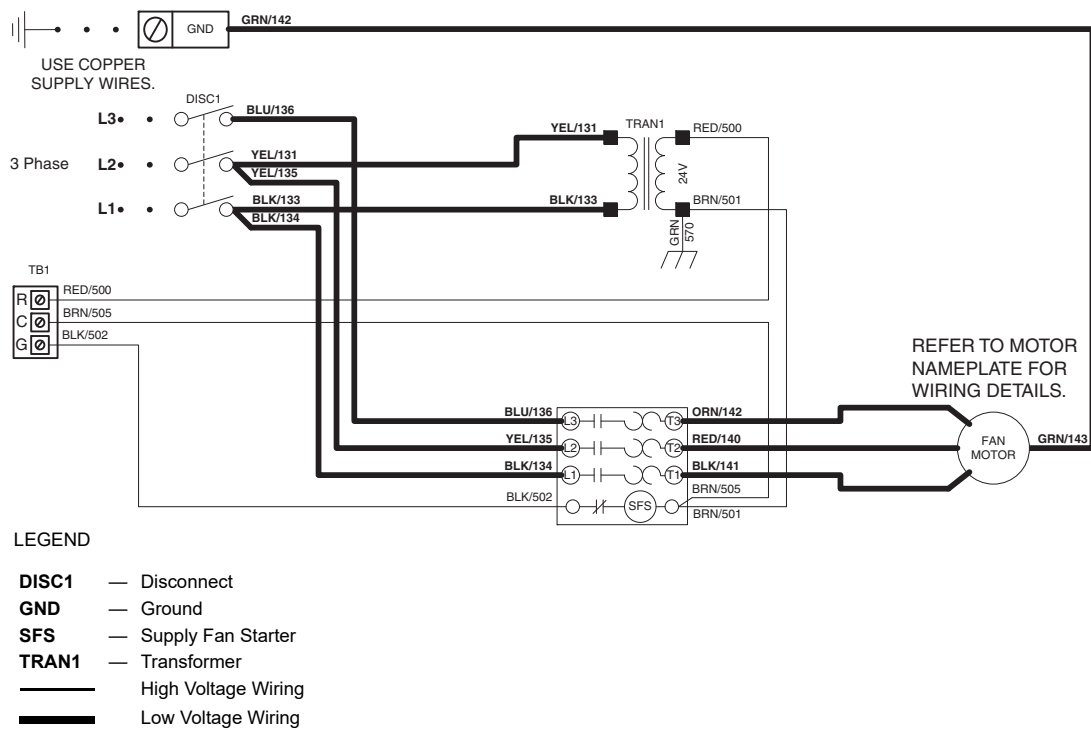 GRN/142
GND
USE COPPER
SUPPLY WIRES.
DISC1
L3
BLU/136
TRAN1
YEL/131
RED/500
3 Phase
L2
YEL/131
YEL/135
24V
L1
BLK/133
BLK/134
BLK/133
BRN/501
GRN
570
TB1
R
RED/500
C
BRN/505
G
BLK/502
REFER TO MOTOR
NAMEPLATE FOR
WIRING DETAILS.
BLU/136
L3
T3
ORN/142
YEL/135
L2
T2
RED/140
FAN
MOTOR
GRN/143
BLK/134
L1
T1
BLK/141
BLK/502
SFS
BRN/505
BRN/501
LEGEND
DISC1 — Disconnect
GND — Ground
SFS — Supply Fan Starter
TRAN1 — Transformer
High Voltage Wiring
Low Voltage Wiring